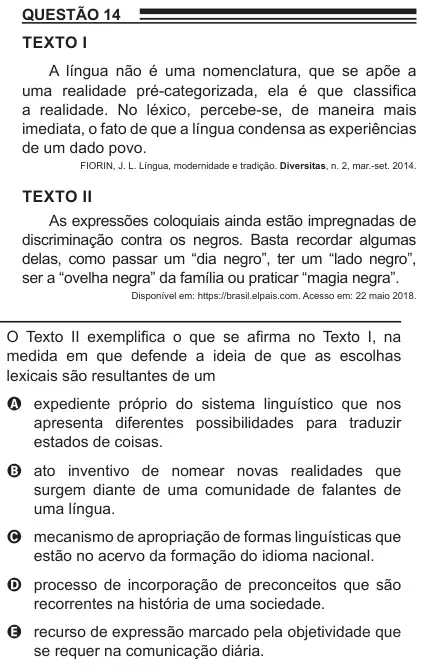 QUESTÃO 14
TEXTO I
A língua não é uma nomenclatura, que se apõe a
uma realidade pré-categorizada, ela é que classifica
a realidade. No léxico, percebe-se, de maneira mais
imediata, o fato de que a língua condensa as experiências
de um dado povo.
FIORIN, J. L. Língua, modernidade e tradição. Diversitas, n. 2, mar.-set. 2014.
TEXTO II
As expressões coloquiais ainda estão impregnadas de
discriminação contra os negros. Basta recordar algumas
delas, como passar um “dia negro”, ter um “lado negro”,
ser a “ovelha negra” da família ou praticar “magia negra”.
Disponível em: https://brasil.elpais.com. Acesso em: 22 maio 2018.
O Texto II exemplifica o que se afirma no Texto I, na
medida em que defende a ideia de que as escolhas
lexicais são resultantes de um
A expediente próprio do sistema linguístico que nos
apresenta diferentes possibilidades para traduzir
estados de coisas.
B ato inventivo de nomear novas realidades que
surgem diante de uma comunidade de falantes de
uma língua.
C mecanismo de apropriação de formas linguísticas que
estão no acervo da formação do idioma nacional.
D processo de incorporação de preconceitos que são
recorrentes na história de uma sociedade.
E recurso de expressão marcado pela objetividade que
se requer na comunicação diária.